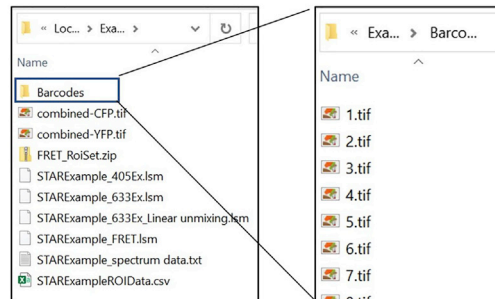 « Loc... > Exa... >
Name
Barcodes
combined-CFP.tif
combined-YFP.tif
FRET_RoiSet.zip
STARExample_405Ex.lsm
STARExample_633Ex.lsm
STARExample_633Ex_Linear unmixing.lsm
STARExample_FRET.lsm
STARExample_spectrum data.txt
STARExampleROIData.csv
« Exa... > Barco...
Name
1.tif
2.tif
3.tif
4.tif
5.tif
6.tif
7.tif